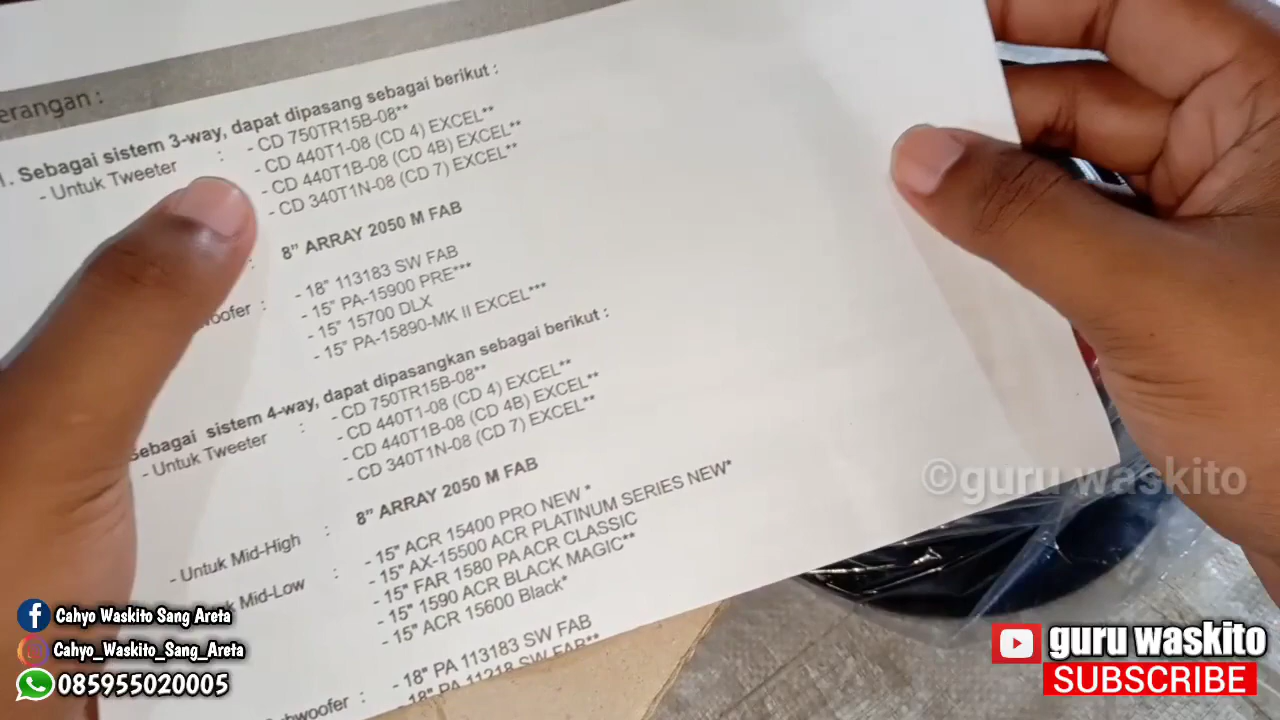 erangan :
1. Sebagai sistem 3-way, dapat dipasang sebagai berikut :
- Untuk Tweeter : - CD 750TR15B-08**
- CD 440T1-08 (CD 4) EXCEL**
- CD 440T1B-08 (CD 4B) EXCEL**
- CD 340T1N-08 (CD 7) EXCEL**
: 8" ARRAY 2050 M FAB
woofer : - 18" 113183 SW FAB
- 15" PA-15900 PRE***
- 15" 15700 DLX
- 15" PA-15890-MK II EXCEL***
Sebagai sistem 4-way, dapat dipasangkan sebagai berikut :
- Untuk Tweeter : - CD 750TR15B-08**
- CD 440T1-08 (CD 4) EXCEL**
- CD 440T1B-08 (CD 4B) EXCEL**
- CD 340T1N-08 (CD 7) EXCEL**
- Untuk Mid-High : 8" ARRAY 2050 M FAB
k Mid-Low : - 15" ACR 15400 PRO NEW *
- 15" AX-15500 ACR PLATINUM SERIES NEW*
- 15" FAR 1580 PA ACR CLASSIC
- 15" 1590 ACR BLACK MAGIC**
- 15" ACR 15600 Black*
ubwoofer : - 18" PA 113183 SW FAB
- 18" PA 11218 SW FAB**
©guru waskito
Cahyo Waskito Sang Areta
Cahyo_Waskito_Sang_Areta
085955020005
guru waskito
SUBSCRIBE